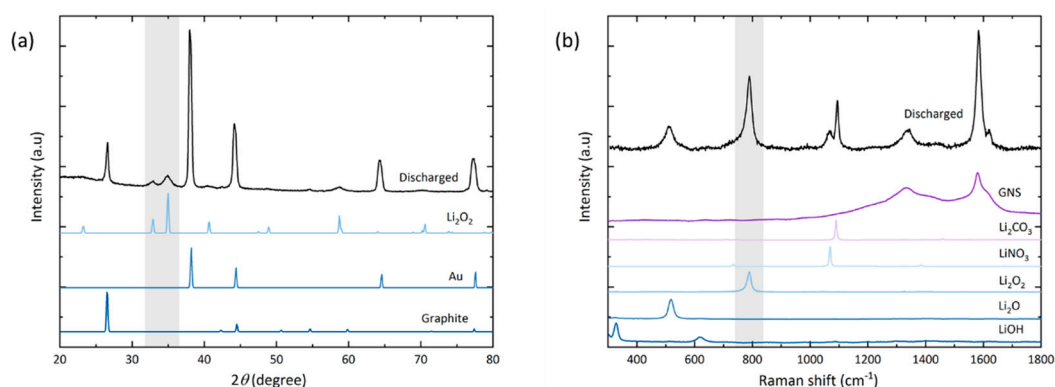 (a)
Intensity (a.u)
Discharged
Li₂O₂
Au
Graphite
20 30 40 50 60 70 80
2θ (degree)
(b)
Intensity (a.u)
Discharged
GNS
Li₂CO₃
LiNO₃
Li₂O₂
Li₂O
LiOH
400 600 800 1000 1200 1400 1600 1800
Raman shift (cm⁻¹)